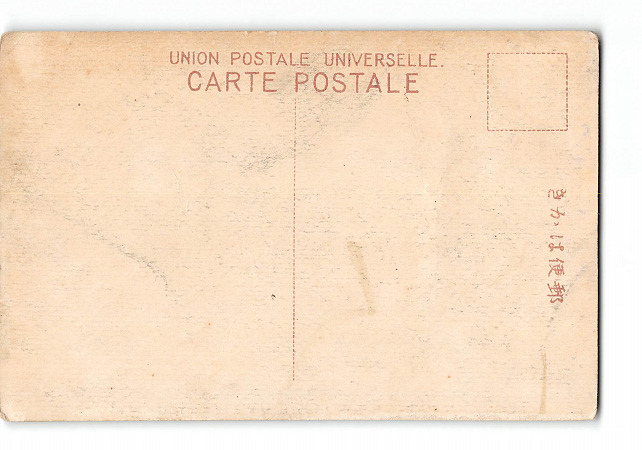 UNION POSTALE UNIVERSELLE.
CARTE POSTALE
きかは便郵